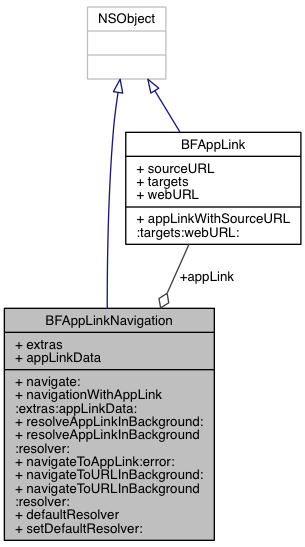 NSObject
BFAppLink
+ sourceURL
+ targets
+ webURL
+ appLinkWithSourceURL
:targets:webURL:
+appLink
BFAppLinkNavigation
+ extras
+ appLinkData
+ navigate:
+ navigationWithAppLink
:extras:appLinkData:
+ resolveAppLinkInBackground:
+ resolveAppLinkInBackground
:resolver:
+ navigateToAppLink:error:
+ navigateToURLInBackground:
+ navigateToURLInBackground
:resolver:
+ defaultResolver
+ setDefaultResolver: